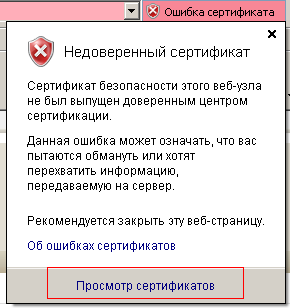 Ошибка сертификата
Недоверенный сертификат
Сертификат безопасности этого веб-узла
не был выпущен доверенным центром
сертификации.
Данная ошибка может означать, что вас
пытаются обмануть или хотят
перехватить информацию,
передаваемую на сервер.
Рекомендуется закрыть эту веб-страницу.
Об ошибках сертификатов
Просмотр сертификатов